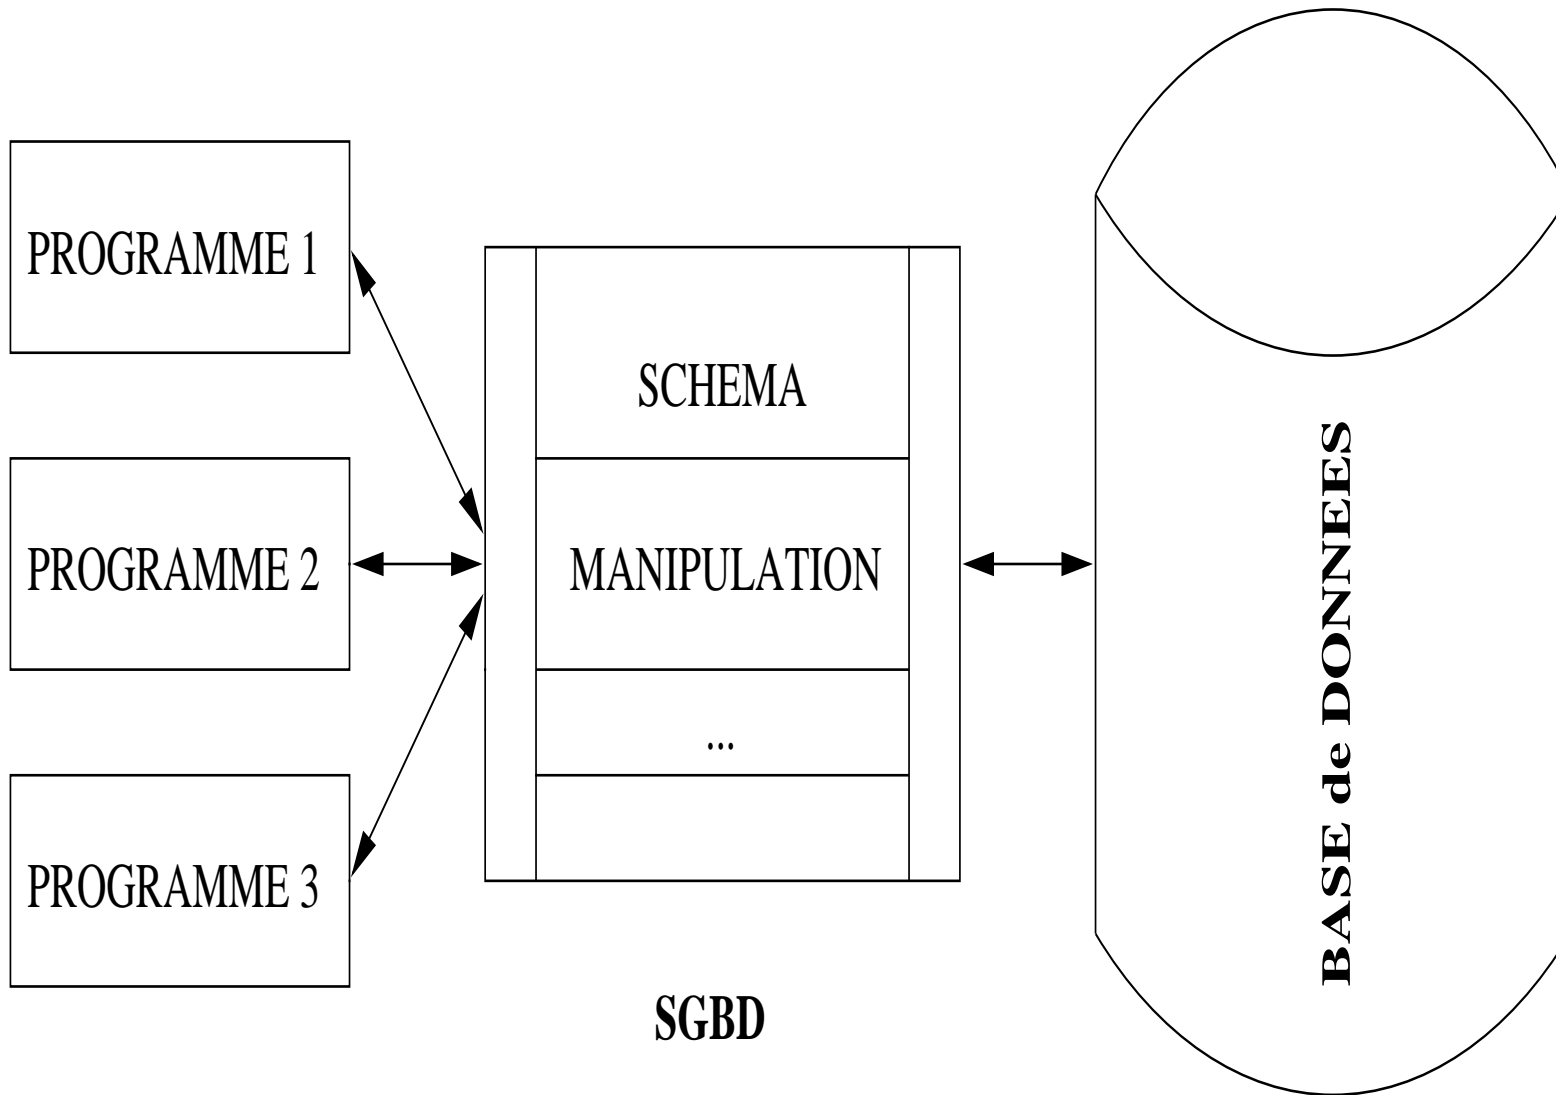 PROGRAMME 1
PROGRAMME 2
PROGRAMME 3
SCHEMA
MANIPULATION
...
SGBD
BASE de DONNEES